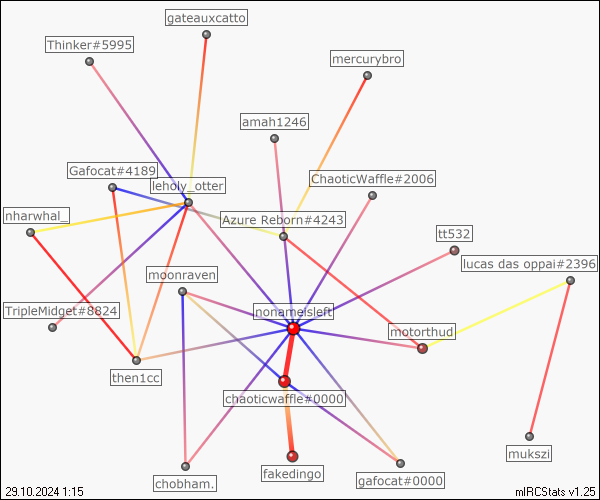 gateauxcatto
Thinker#5995
mercurybro
amah1246
Gafocat#4189
ChaoticWaffle#2006
leholy_otter
nharwhal_
Azure Reborn#4243
tt532
lucas das oppai#2396
moonraven
TripleMidget#8824
nonameisleft
motorthud
then1cc
chaoticwaffle#0000
mukszi
fakedingo
chobham.
gafocat#0000
29.10.2024 1:15
mIRCStats v1.25